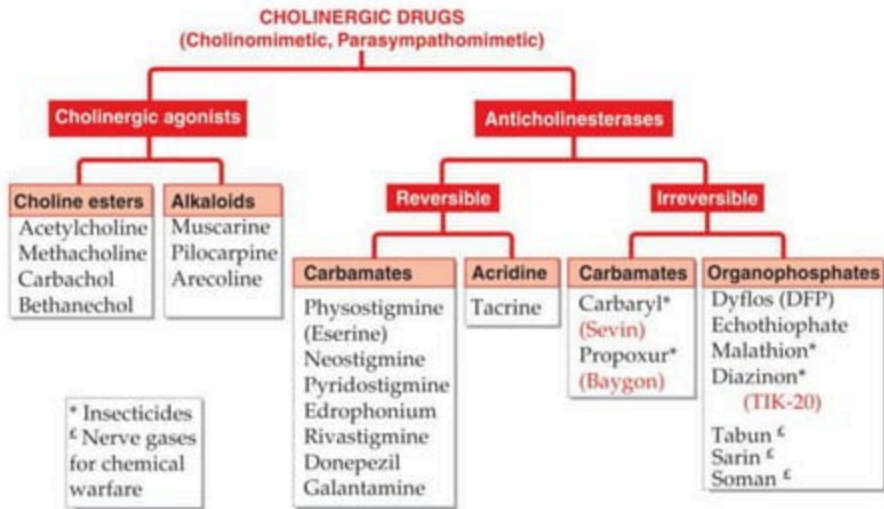 CHOLINERGIC DRUGS
(Cholinomimetic, Parasympathomimetic)
Cholinergic agonists
Anticholinesterases
Choline esters
Acetylcholine
Methacholine
Carbachol
Bethanechol
Alkaloids
Muscarine
Pilocarpine
Arecoline
Reversible
Irreversible
Carbamates
Physostigmine
(Eserine)
Neostigmine
Pyridostigmine
Edrophonium
Rivastigmine
Donepezil
Galantamine
Acridine
Tacrine
Carbamates
Carbaryl*
(Sevin)
Propoxur*
(Baygon)
Organophosphates
Dyflos (DFP)
Echothiophate
Malathion*
Diazinon*
(TIK-20)
Tabun £
Sarin £
Soman £
* Insecticides
£ Nerve gases
for chemical
warfare